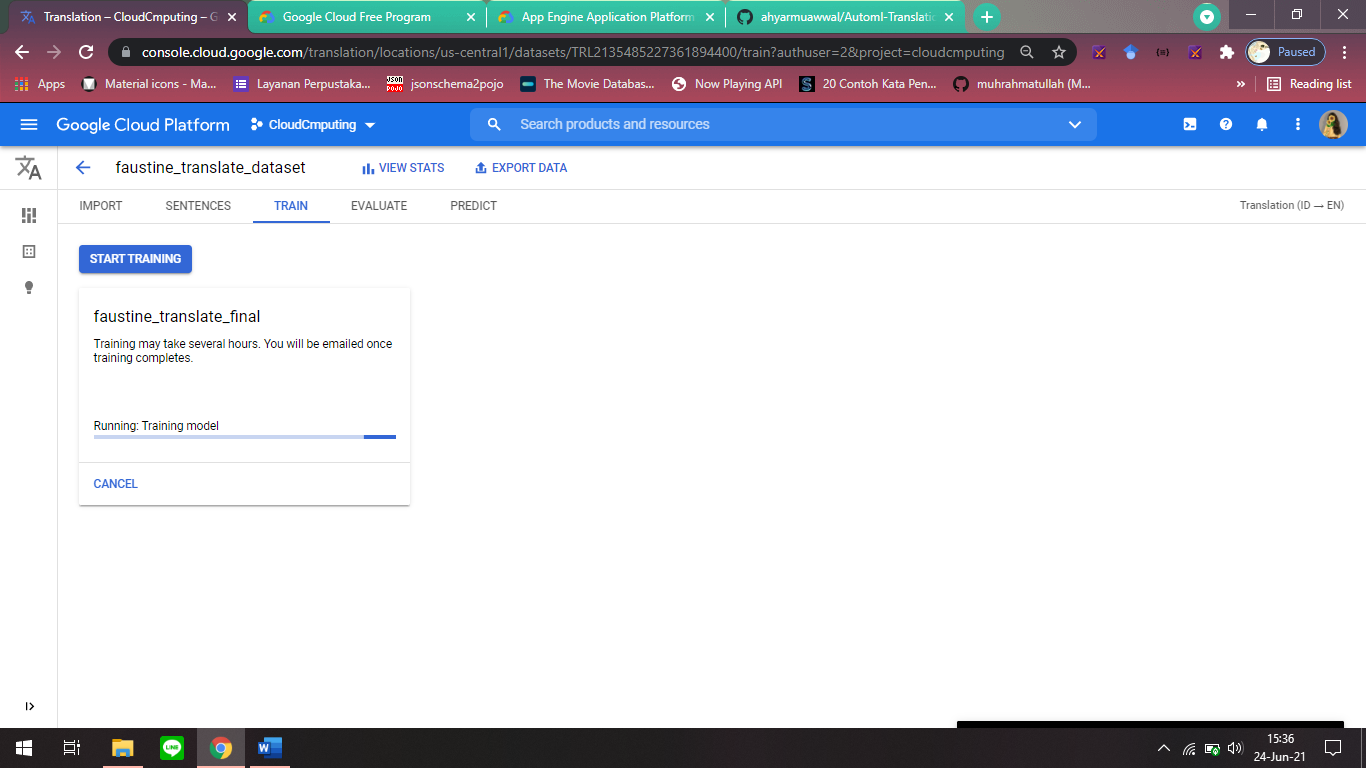 Translation – CloudCmputing – G
Google Cloud Free Program
App Engine Application Platform
ahyarmuawwal/Automl-Translatio
console.cloud.google.com/translation/locations/us-central1/datasets/TRL2135485227361894400/train?authuser=2&project=cloudcmputing
Paused
Apps
Material icons - Ma...
Layanan Perpustaka...
jsonschema2pojo
The Movie Databas...
Now Playing API
20 Contoh Kata Pen...
muhrahmatullah (M...
»
Reading list
Google Cloud Platform
CloudCmputing
Search products and resources
faustine_translate_dataset
VIEW STATS
EXPORT DATA
IMPORT
SENTENCES
TRAIN
EVALUATE
PREDICT
Translation (ID → EN)
START TRAINING
faustine_translate_final
Training may take several hours. You will be emailed once
training completes.
Running: Training model
CANCEL
LINE
15:36
24-Jun-21